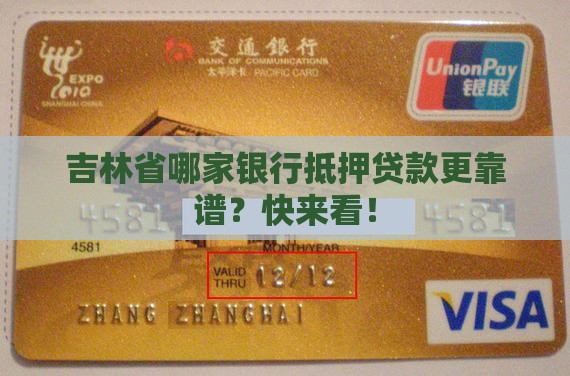 EXPO
2010
SHANGHAI CHINA
交通銀行
BANK OF COMMUNICATIONS
太平洋卡 PACIFIC CARD
UnionPay
银联
吉林省哪家银行抵押贷款更靠
谱？快来看！
4581 4581
4581
MONTH/YEAR
VALID
THRU 12/12
ZHANG ZHANGHAI
VISA